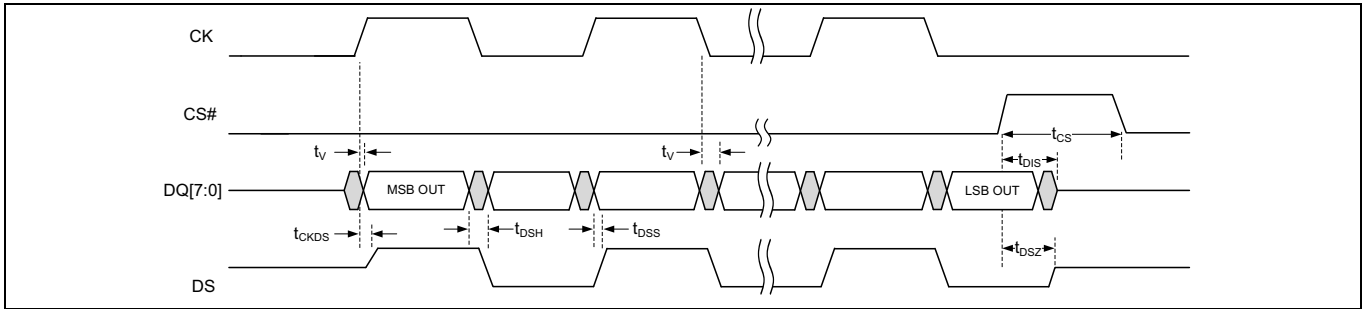 CK
CS#
tCS
tV
tV
tDIS
DQ[7:0]
MSB OUT
LSB OUT
tCKDS
tDSH
tDSS
tDSZ
DS